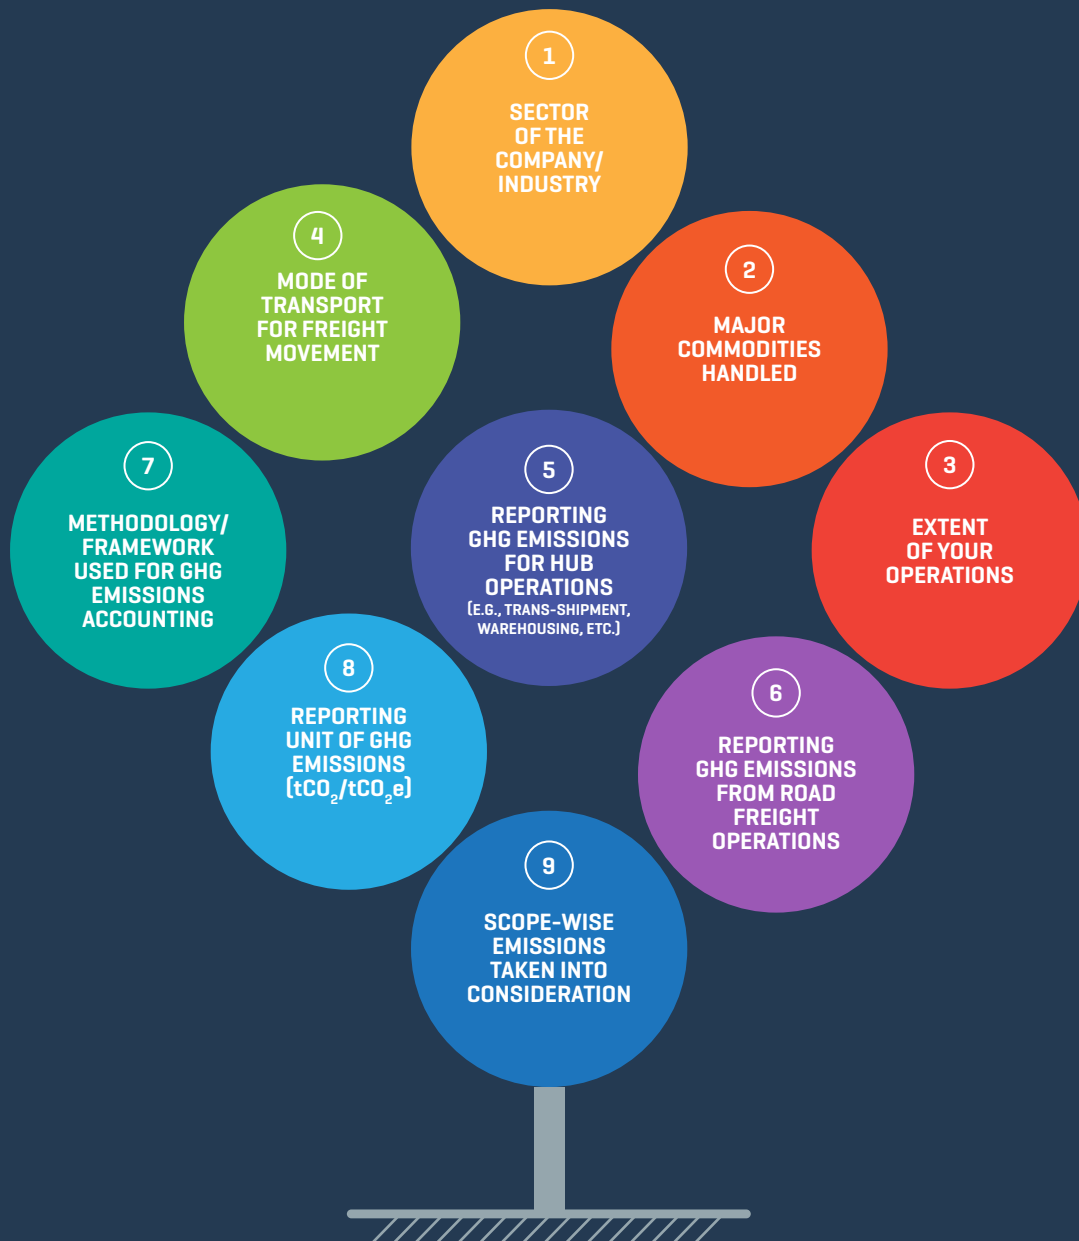 1
SECTOR
OF THE
COMPANY/
INDUSTRY
2
MAJOR
COMMODITIES
HANDLED
3
EXTENT
OF YOUR
OPERATIONS
4
MODE OF
TRANSPORT
FOR FREIGHT
MOVEMENT
5
REPORTING
GHG EMISSIONS
FOR HUB
OPERATIONS
(E.G., TRANS-SHIPMENT,
WAREHOUSING, ETC.)
6
REPORTING
GHG EMISSIONS
FROM ROAD
FREIGHT
OPERATIONS
7
METHODOLOGY/
FRAMEWORK
USED FOR GHG
EMISSIONS
ACCOUNTING
8
REPORTING
UNIT OF GHG
EMISSIONS
(tCO₂/tCO₂e)
9
SCOPE-WISE
EMISSIONS
TAKEN INTO
CONSIDERATION